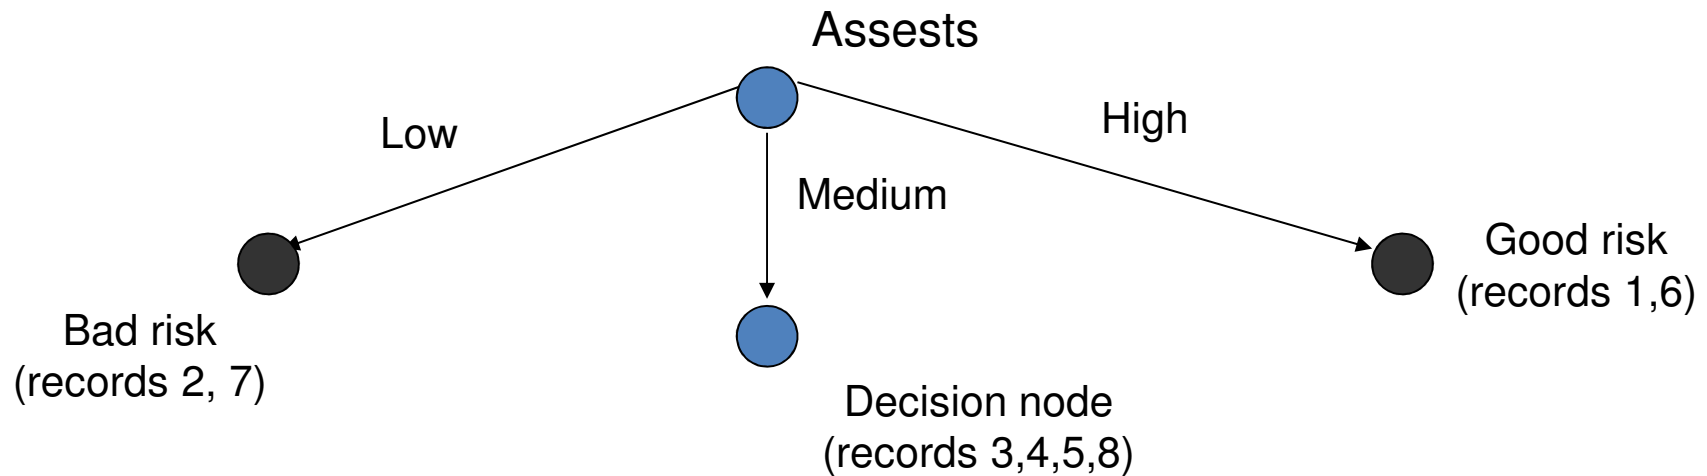 Assests
Low
High
Medium
Good risk
(records 1,6)
Bad risk
(records 2, 7)
Decision node
(records 3,4,5,8)